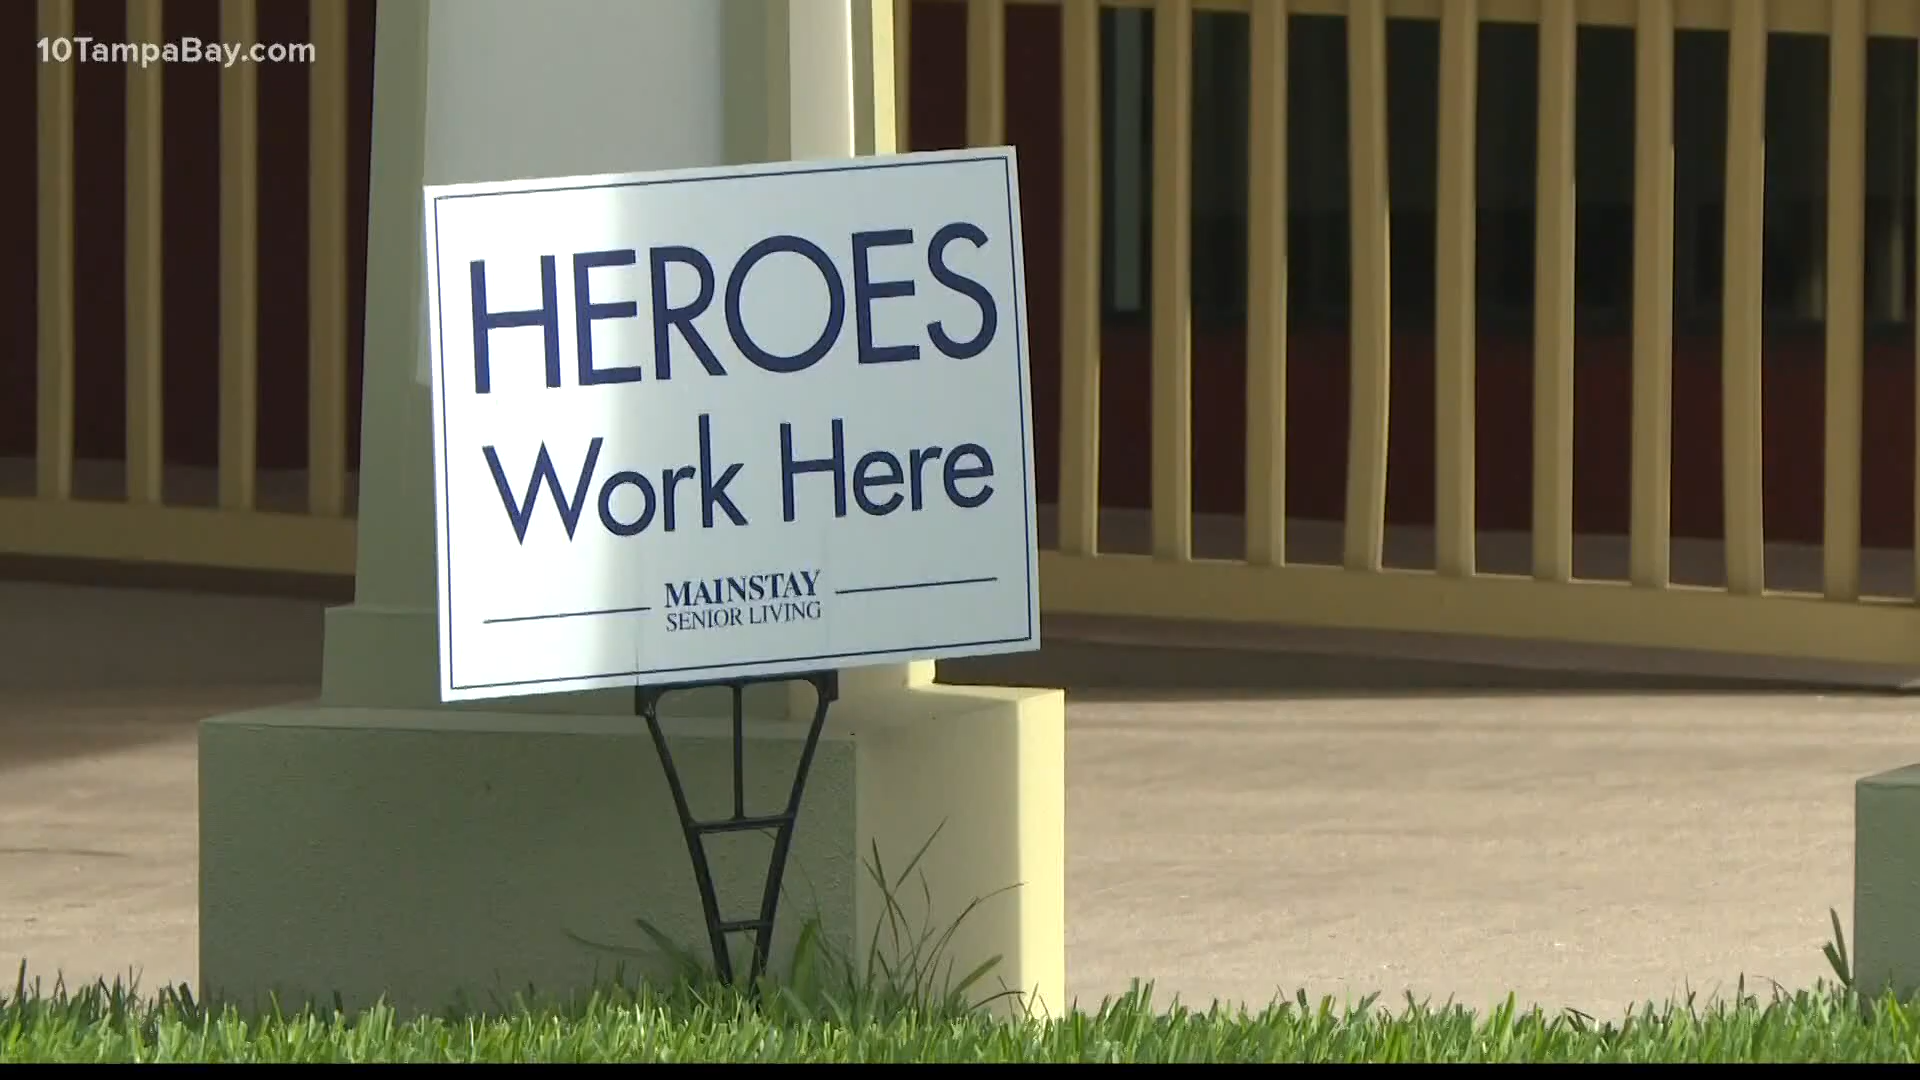 10TampaBay.com
HEROES
Work Here
MAINSTAY
SENIOR LIVING